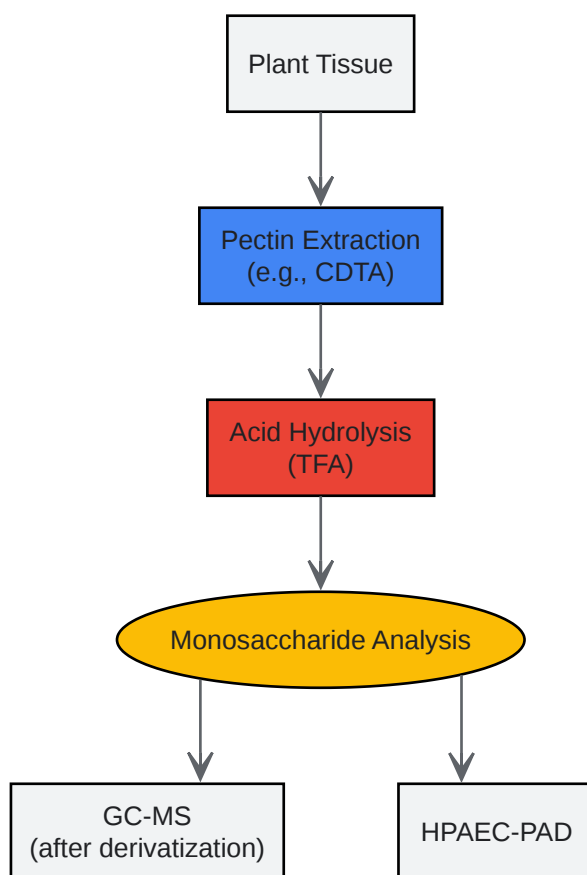 Plant Tissue
Pectin Extraction
(e.g., CDTA)
Acid Hydrolysis
(TFA)
Monosaccharide Analysis
GC-MS
(after derivatization)
HPAEC-PAD